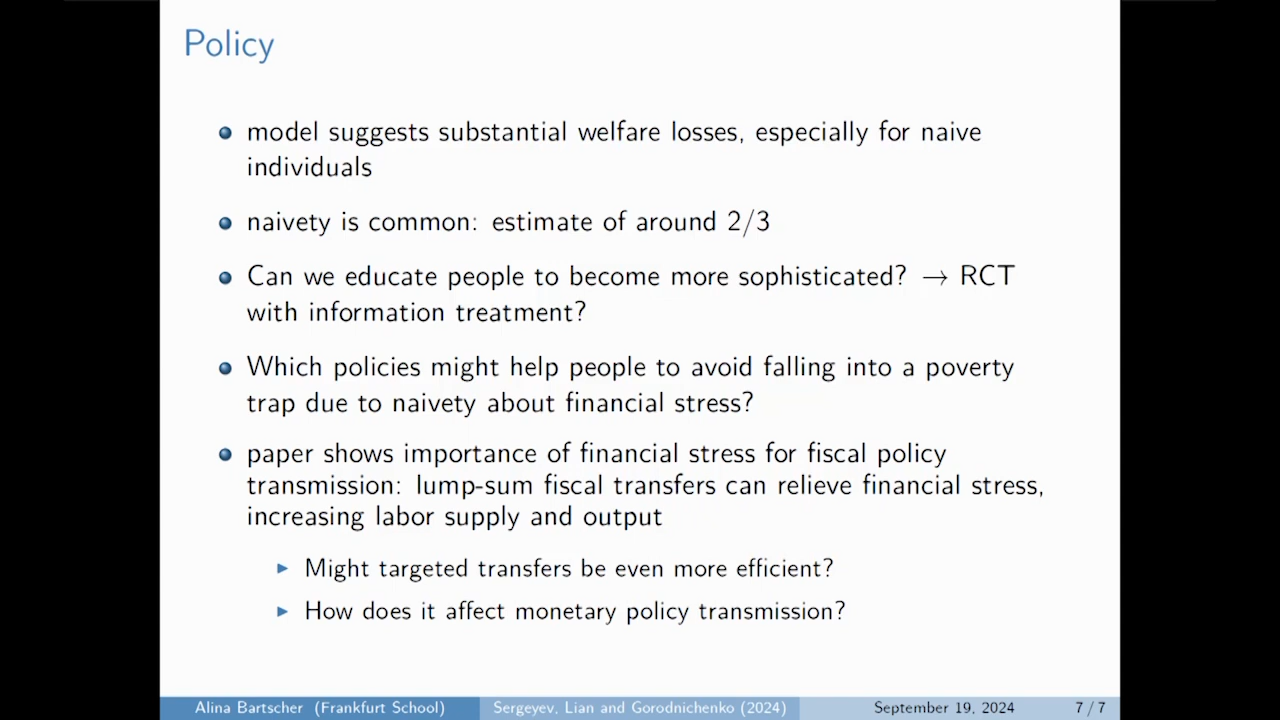 Policy
model suggests substantial welfare losses, especially for naive
individuals
naivety is common: estimate of around 2/3
Can we educate people to become more sophisticated? → RCT
with information treatment?
Which policies might help people to avoid falling into a poverty
trap due to naivety about financial stress?
paper shows importance of financial stress for fiscal policy
transmission: lump-sum fiscal transfers can relieve financial stress,
increasing labor supply and output
Might targeted transfers be even more efficient?
How does it affect monetary policy transmission?
Alina Bartscher (Frankfurt School) Sergeyev, Lian and Gorodnichenko (2024) September 19, 2024 7 / 7